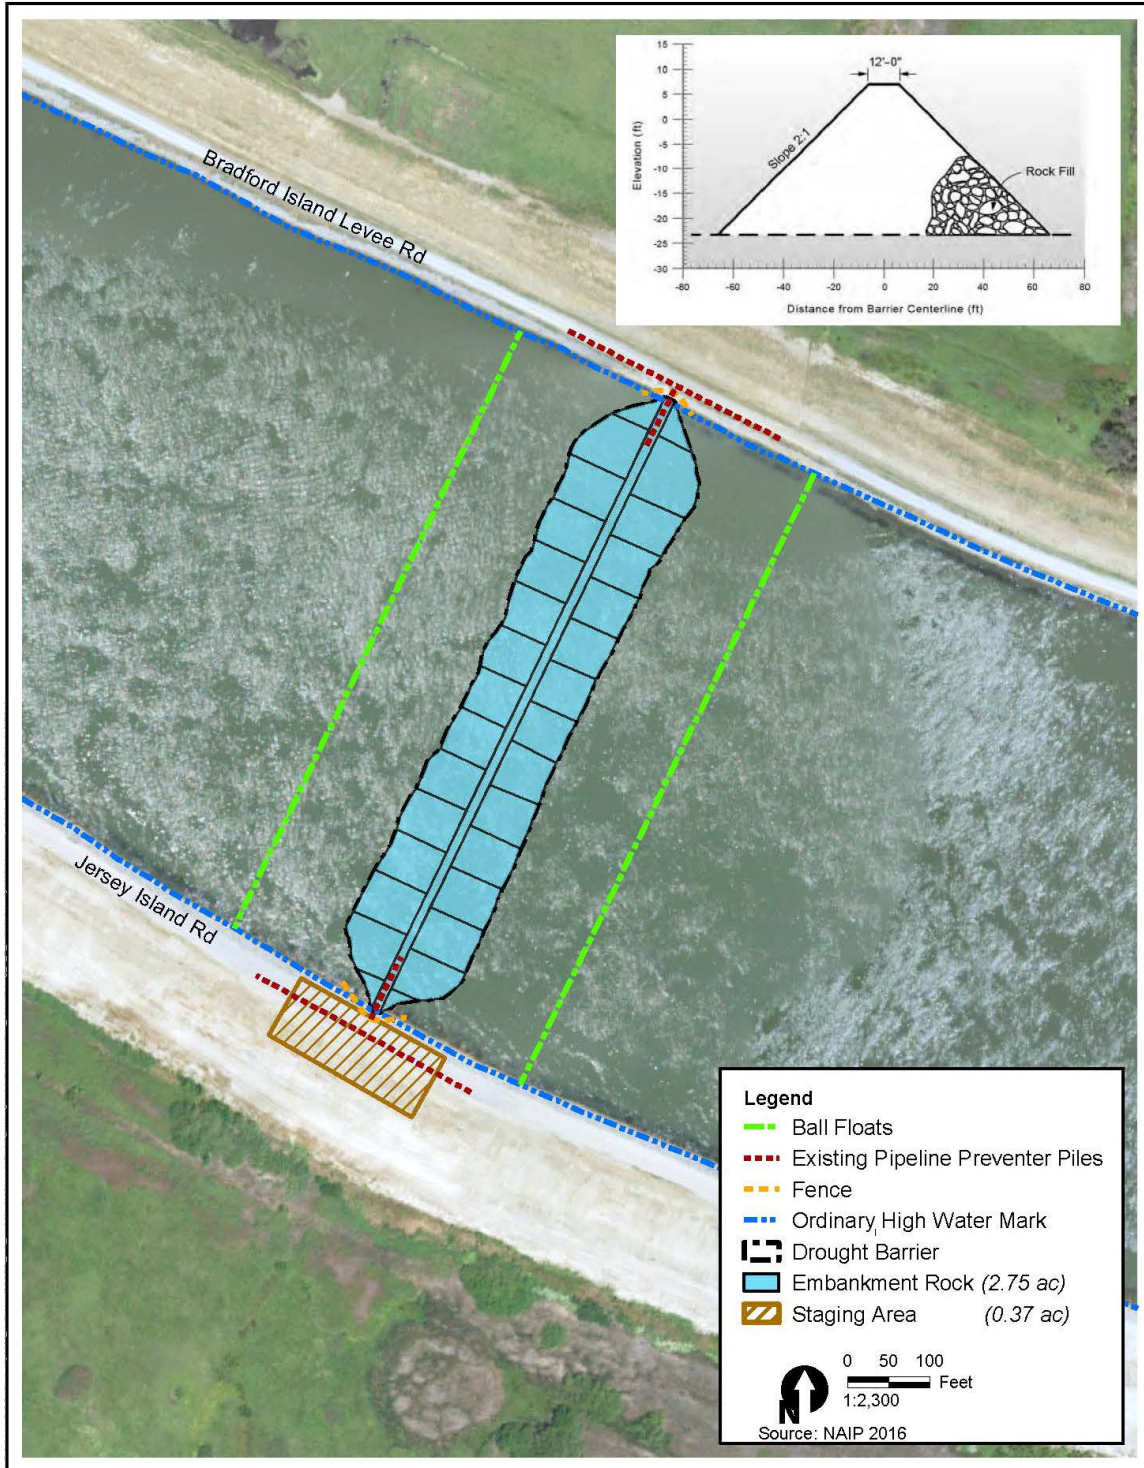 15
10
5
0
-5
-10
-15
-20
-25
-30
Elevation (ft)
12'-0"
Slope 2:1
Rock Fill
-80 -60 -40 -20 0 20 40 60 80
Distance from Barrier Centerline (ft)
Bradford Island Levee Rd
Jersey Island Rd
Legend
Ball Floats
Existing Pipeline Preventer Piles
Fence
Ordinary High Water Mark
Drought Barrier
Embankment Rock (2.75 ac)
Staging Area (0.37 ac)
N
0 50 100
Feet
1:2,300
Source: NAIP 2016